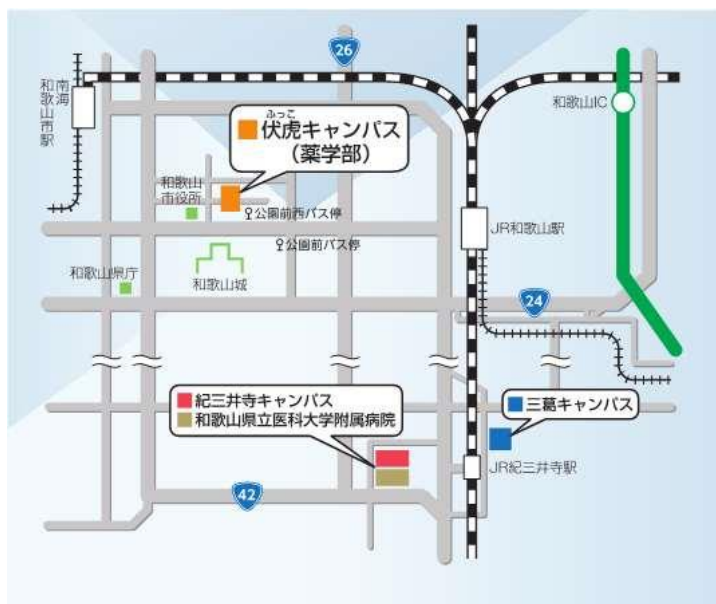 26
南海
和歌山市駅
和歌山IC
ふっこ
伏虎キャンパス
(薬学部)
和歌山
市役所
公園前西バス停
JR和歌山駅
公園前バス停
和歌山県庁
和歌山城
24
紀三井寺キャンパス
和歌山県立医科大学附属病院
三葛キャンパス
JR紀三井寺駅
42